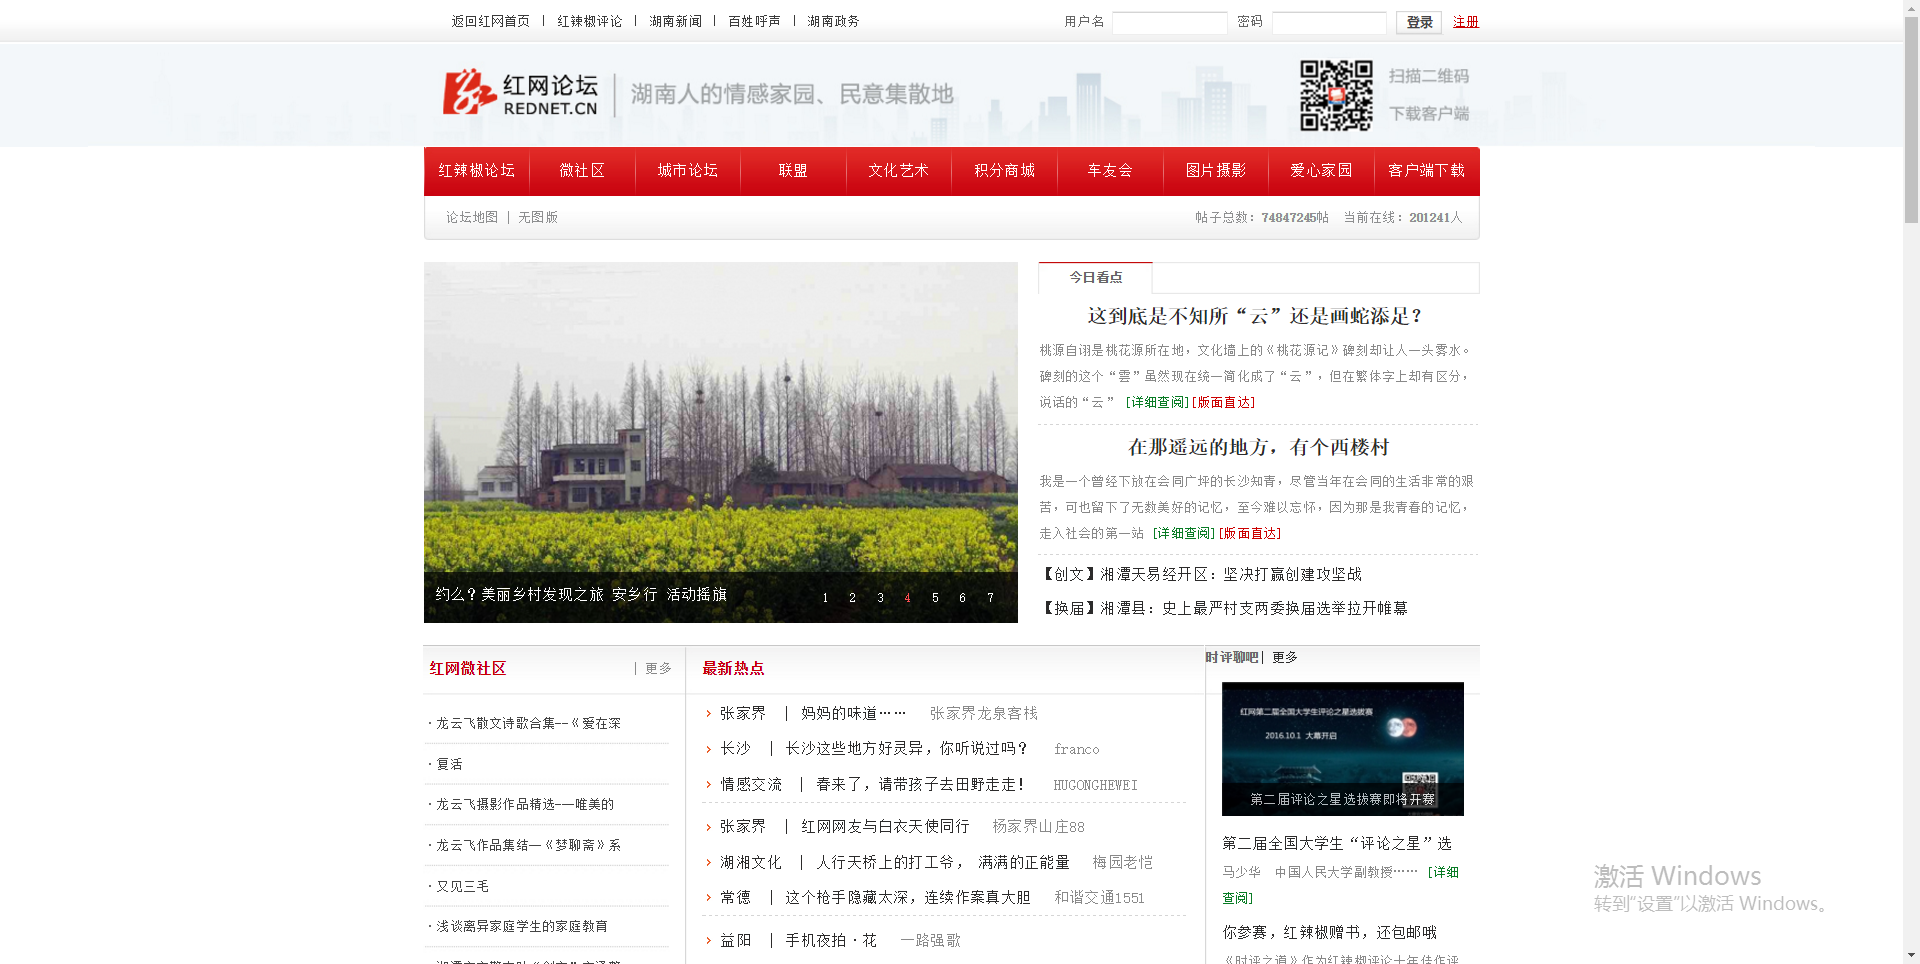 返回红网首页 | 红辣椒评论 | 湖南新闻 | 百姓呼声 | 湖南政务
用户名 密码 登录 注册
红网论坛
REDNET.CN
湖南人的情感家园、民意集散地
扫描二维码
下载客户端
红辣椒论坛 微社区 城市论坛 联盟 文化艺术 积分商城 车友会 图片摄影 爱心家园 客户端下载
论坛地图 | 无图版
帖子总数：74847245帖 当前在线：201241人
约么？美丽乡村发现之旅 安乡行 活动摇旗
1 2 3 4 5 6 7
今日看点
这到底是不知所“云”还是画蛇添足？
桃源自诩是桃花源所在地，文化墙上的《桃花源记》碑刻却让人一头雾水。
碑刻的这个“雲”虽然现在统一简化成了“云”，但在繁体字上却有区分，
说话的“云” [详细查阅][版面直达]
在那遥远的地方，有个西楼村
我是一个曾经下放在会同广坪的长沙知青，尽管当年在会同的生活非常的艰
苦，可也留下了无数美好的记忆，至今难以忘怀，因为那是我青春的记忆，
走入社会的第一站 [详细查阅][版面直达]
【创文】湘潭天易经开区：坚决打赢创建攻坚战
【换届】湘潭县：史上最严村支两委换届选举拉开帷幕
红网微社区
| 更多
· 龙云飞散文诗歌合集--《爱在深
· 复活
· 龙云飞摄影作品精选-—唯美的
· 龙云飞作品集结—《梦聊斋》系
· 又见三毛
· 浅谈离异家庭学生的家庭教育
最新热点
张家界 | 妈妈的味道…… 张家界龙泉客栈
长沙 | 长沙这些地方好灵异，你听说过吗？ franco
情感交流 | 春来了，请带孩子去田野走走！ HUGONGHEWEI
张家界 | 红网网友与白衣天使同行 杨家界山庄88
湖湘文化 | 人行天桥上的打工爷， 满满的正能量 梅园老恺
常德 | 这个枪手隐藏太深，连续作案真大胆 和谐交通1551
益阳 | 手机夜拍·花 一路强歌
时评聊吧| 更多
红网第二届全国大学生评论之星选拔赛
2016.10.1 大幕开启
第二届评论之星选拔赛即将开赛
第二届全国大学生“评论之星”选
马少华 中国人民大学副教授…… [详细
查阅]
你参赛，红辣椒赠书，还包邮哦
《时评之道》作为红辣椒评论十年佳作评
激活 Windows
转到“设置”以激活 Windows。